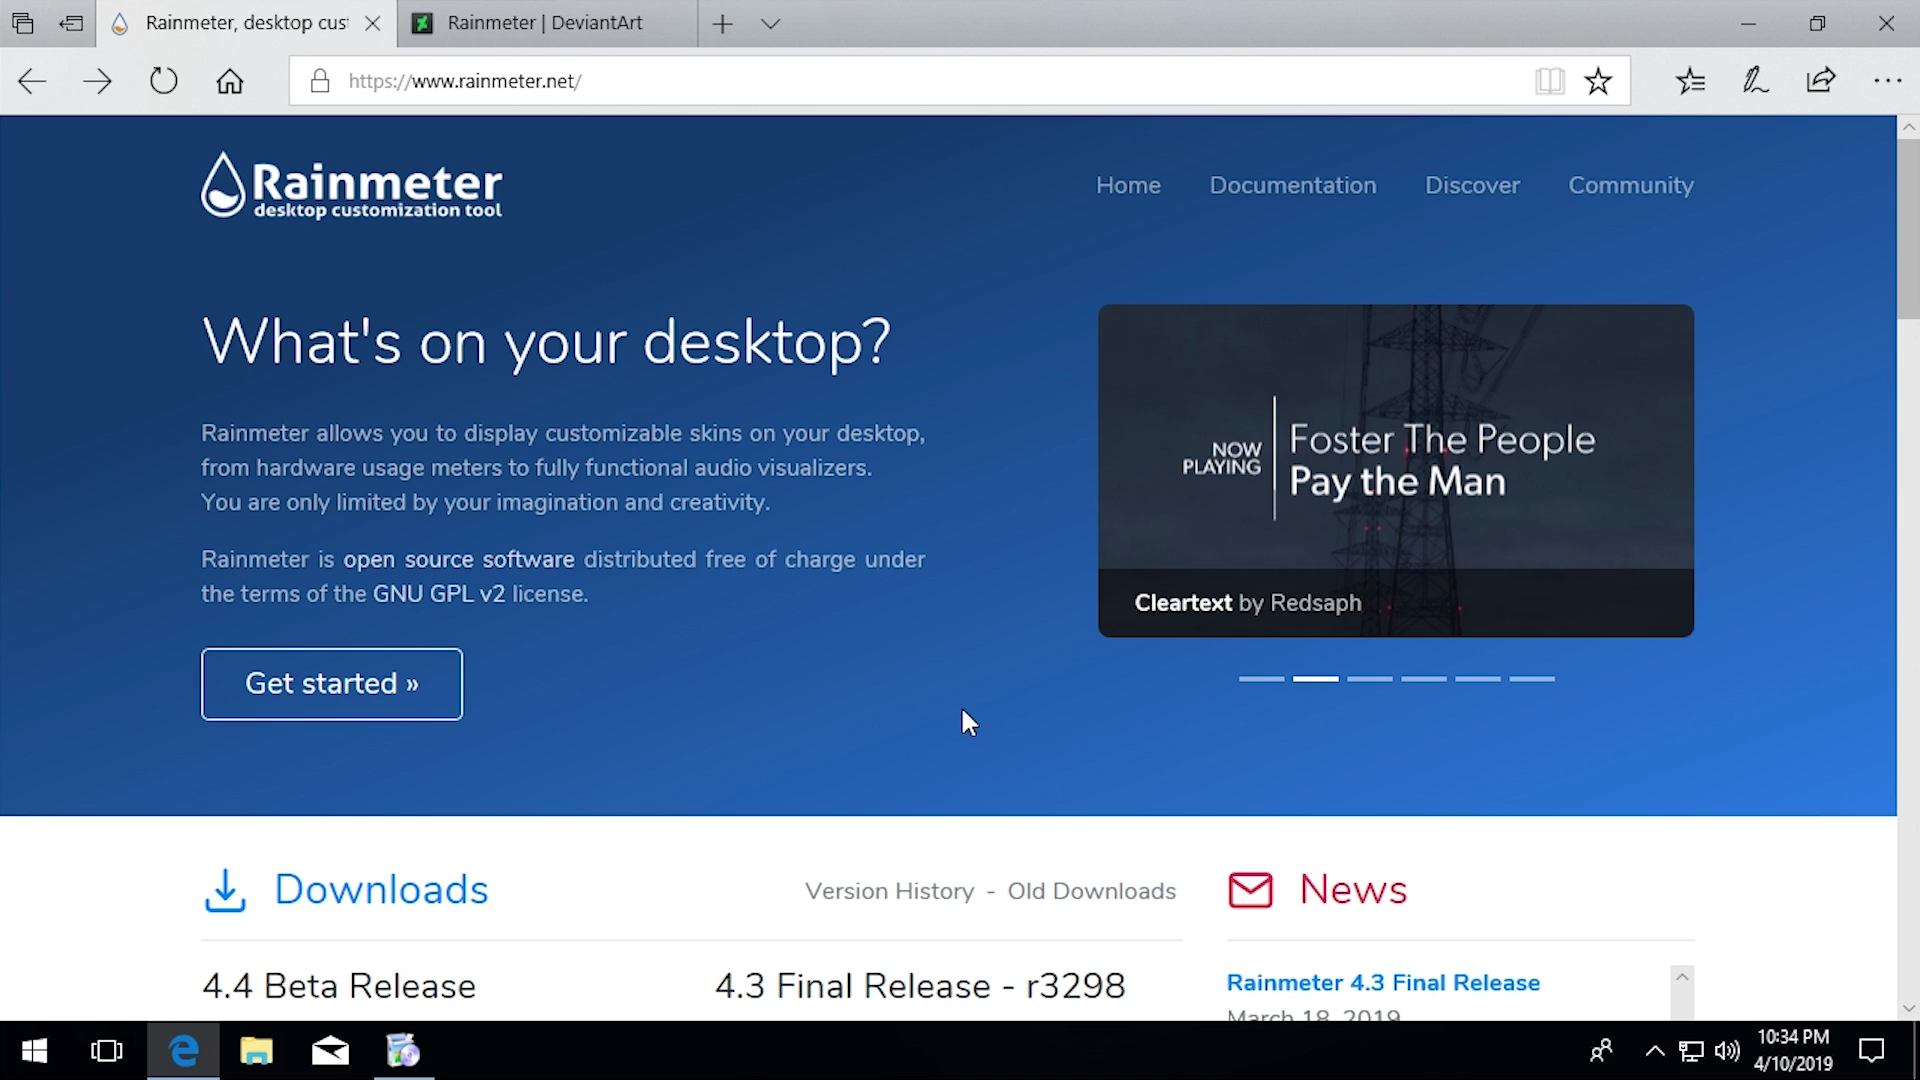 Rainmeter, desktop cus
Rainmeter | DeviantArt
https://www.rainmeter.net/
Rainmeter
desktop customization tool
Home
Documentation
Discover
Community
What's on your desktop?
Rainmeter allows you to display customizable skins on your desktop,
from hardware usage meters to fully functional audio visualizers.
You are only limited by your imagination and creativity.
Rainmeter is open source software distributed free of charge under
the terms of the GNU GPL v2 license.
Get started »
NOW
PLAYING
Foster The People
Pay the Man
Cleartext by Redsaph
Downloads
Version History - Old Downloads
News
4.4 Beta Release
4.3 Final Release - r3298
Rainmeter 4.3 Final Release
March 18, 2019
10:34 PM
4/10/2019